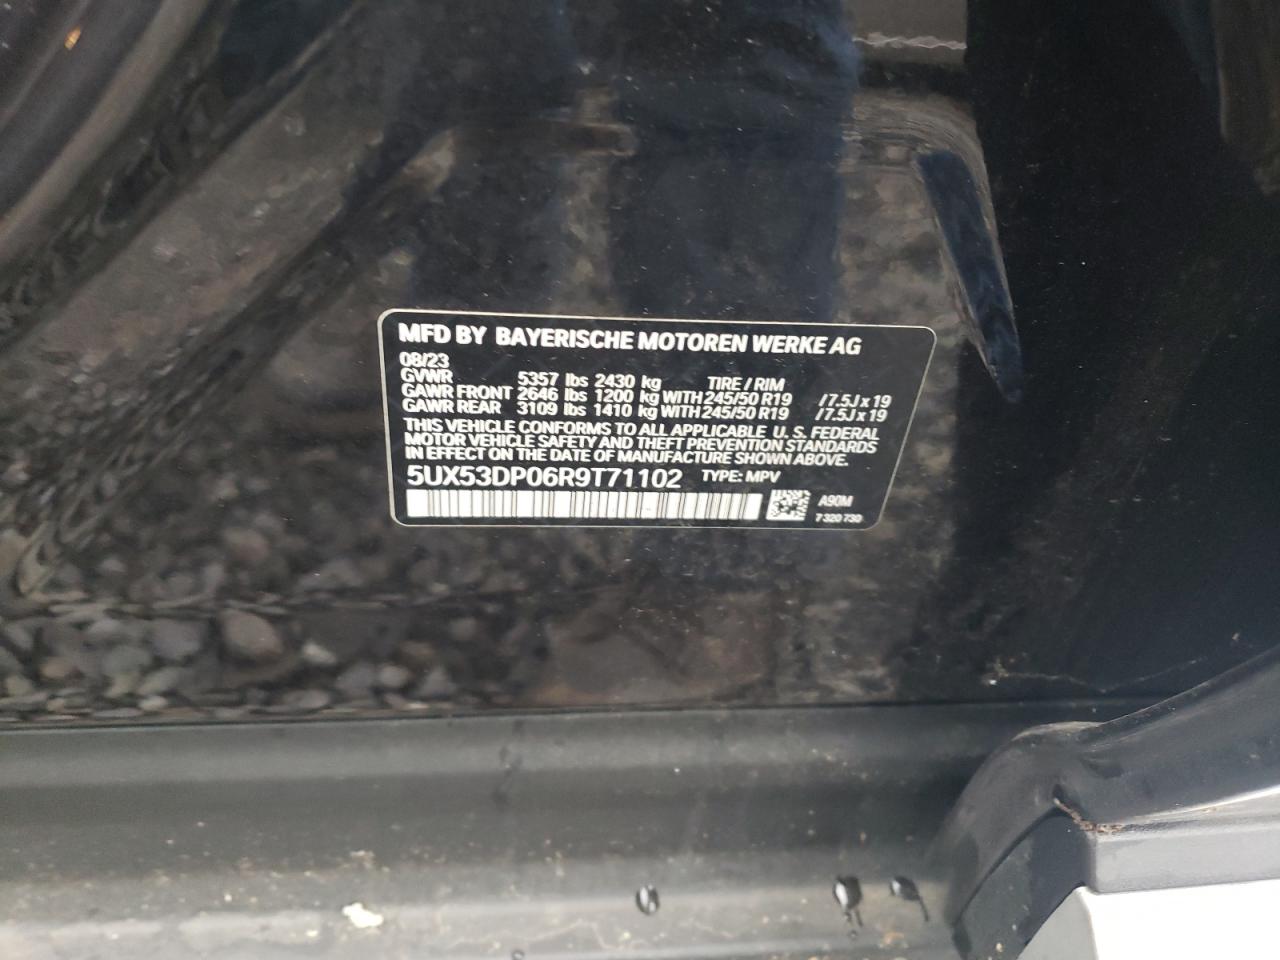 MFD BY BAYERISCHE MOTOREN WERKE AG
08/23
GVWR 5357 lbs 2430 kg TIRE / RIM
GAWR FRONT 2646 lbs 1200 kg WITH 245/50 R19 /7.5J x 19
GAWR REAR 3109 lbs 1410 kg WITH 245/50 R19 /7.5J x 19
THIS VEHICLE CONFORMS TO ALL APPLICABLE U.S. FEDERAL
MOTOR VEHICLE SAFETY AND THEFT PREVENTION STANDARDS
IN EFFECT ON THE DATE OF MANUFACTURE SHOWN ABOVE.
5UX53DP06R9T71102 TYPE: MPV
A90M
7 320 730